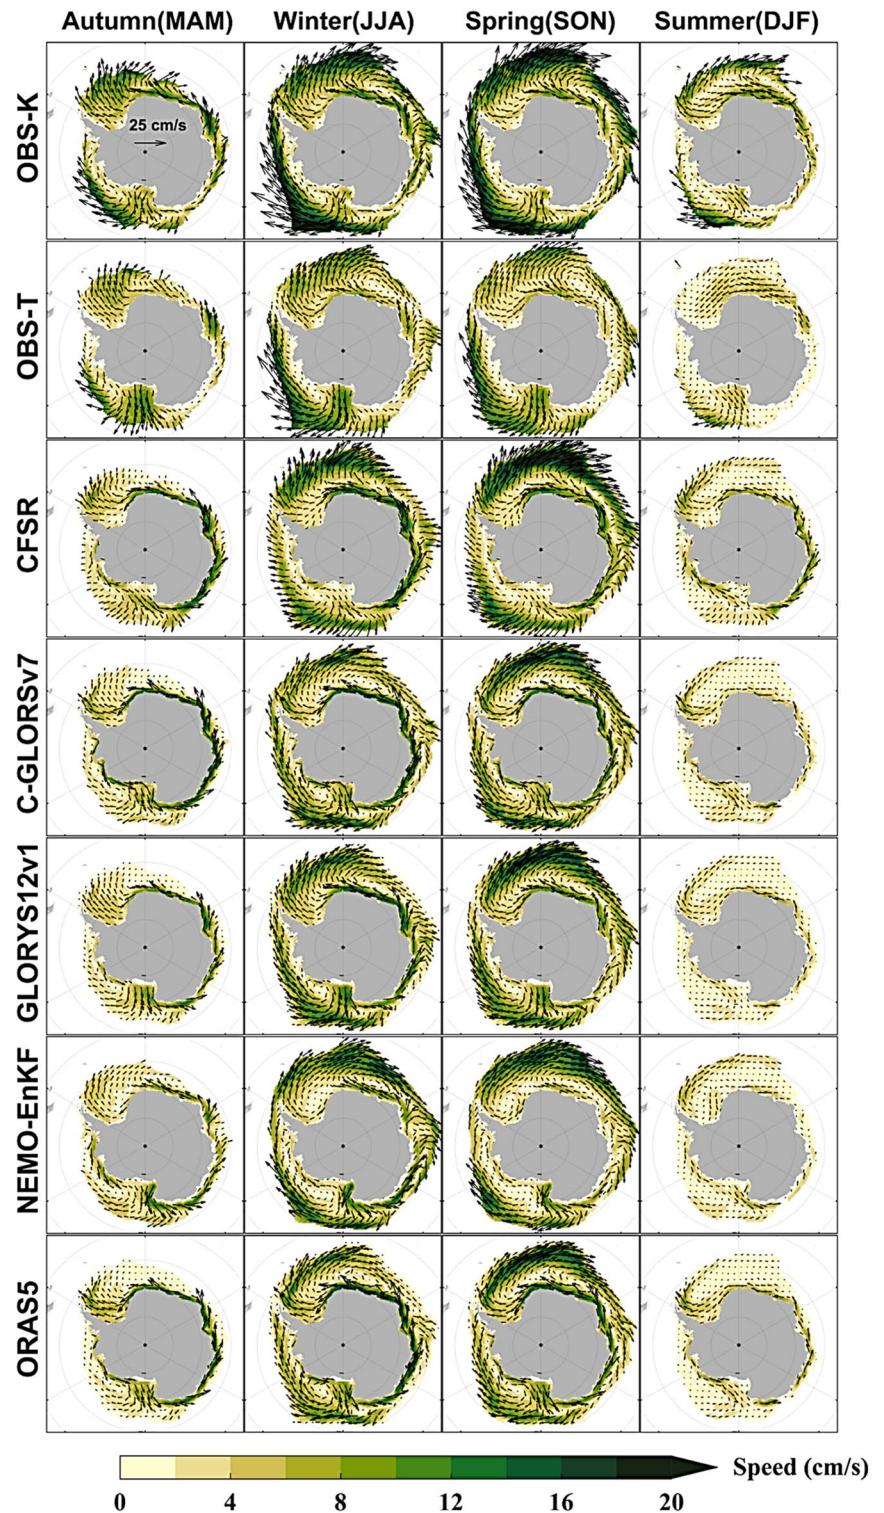 Autumn(MAM) Winter(JJA) Spring(SON) Summer(DJF)
OBS-K
25 cm/s
OBS-T
CFSR
C-GLORSv7
GLORYS12v1
NEMO-EnKF
ORAS5
Speed (cm/s)
0 4 8 12 16 20